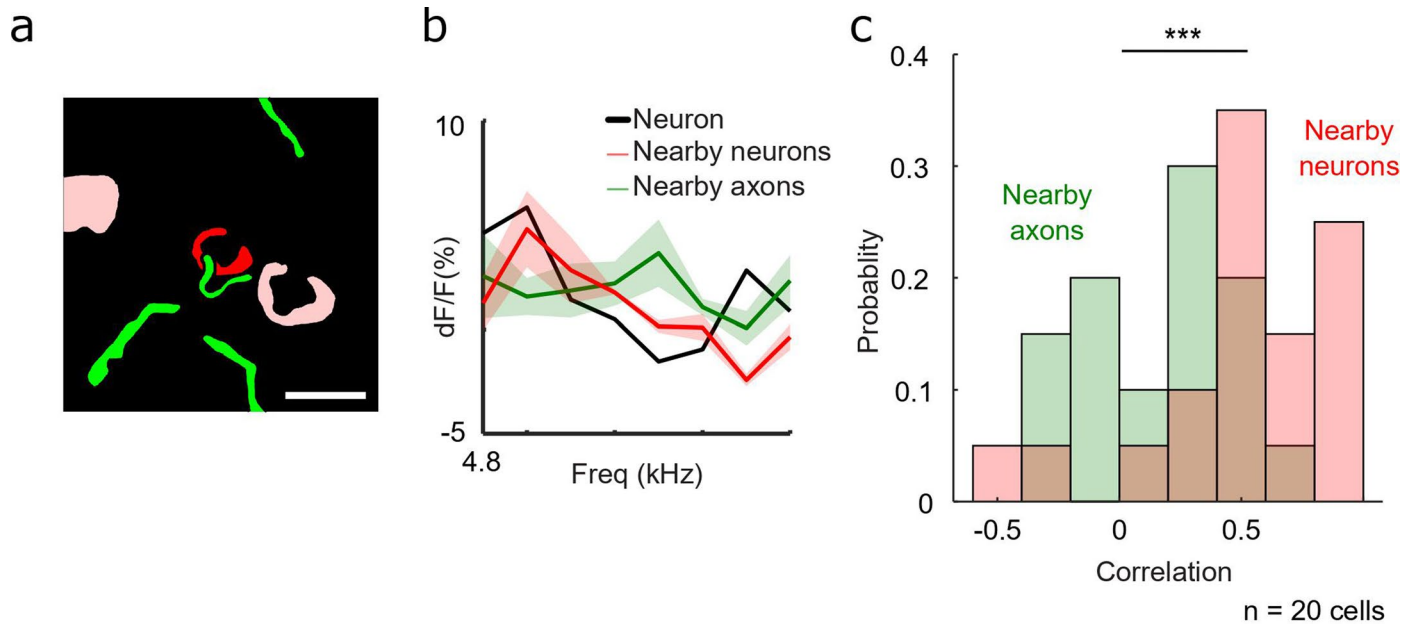 a
b
c
10
Neuron
Nearby neurons
Nearby axons
dF/F(%)
-5
4.8
Freq (kHz)
***
0.4
0.3
0.2
0.1
0
Probablity
Nearby
axons
Nearby
neurons
-0.5
0
0.5
Correlation
n = 20 cells